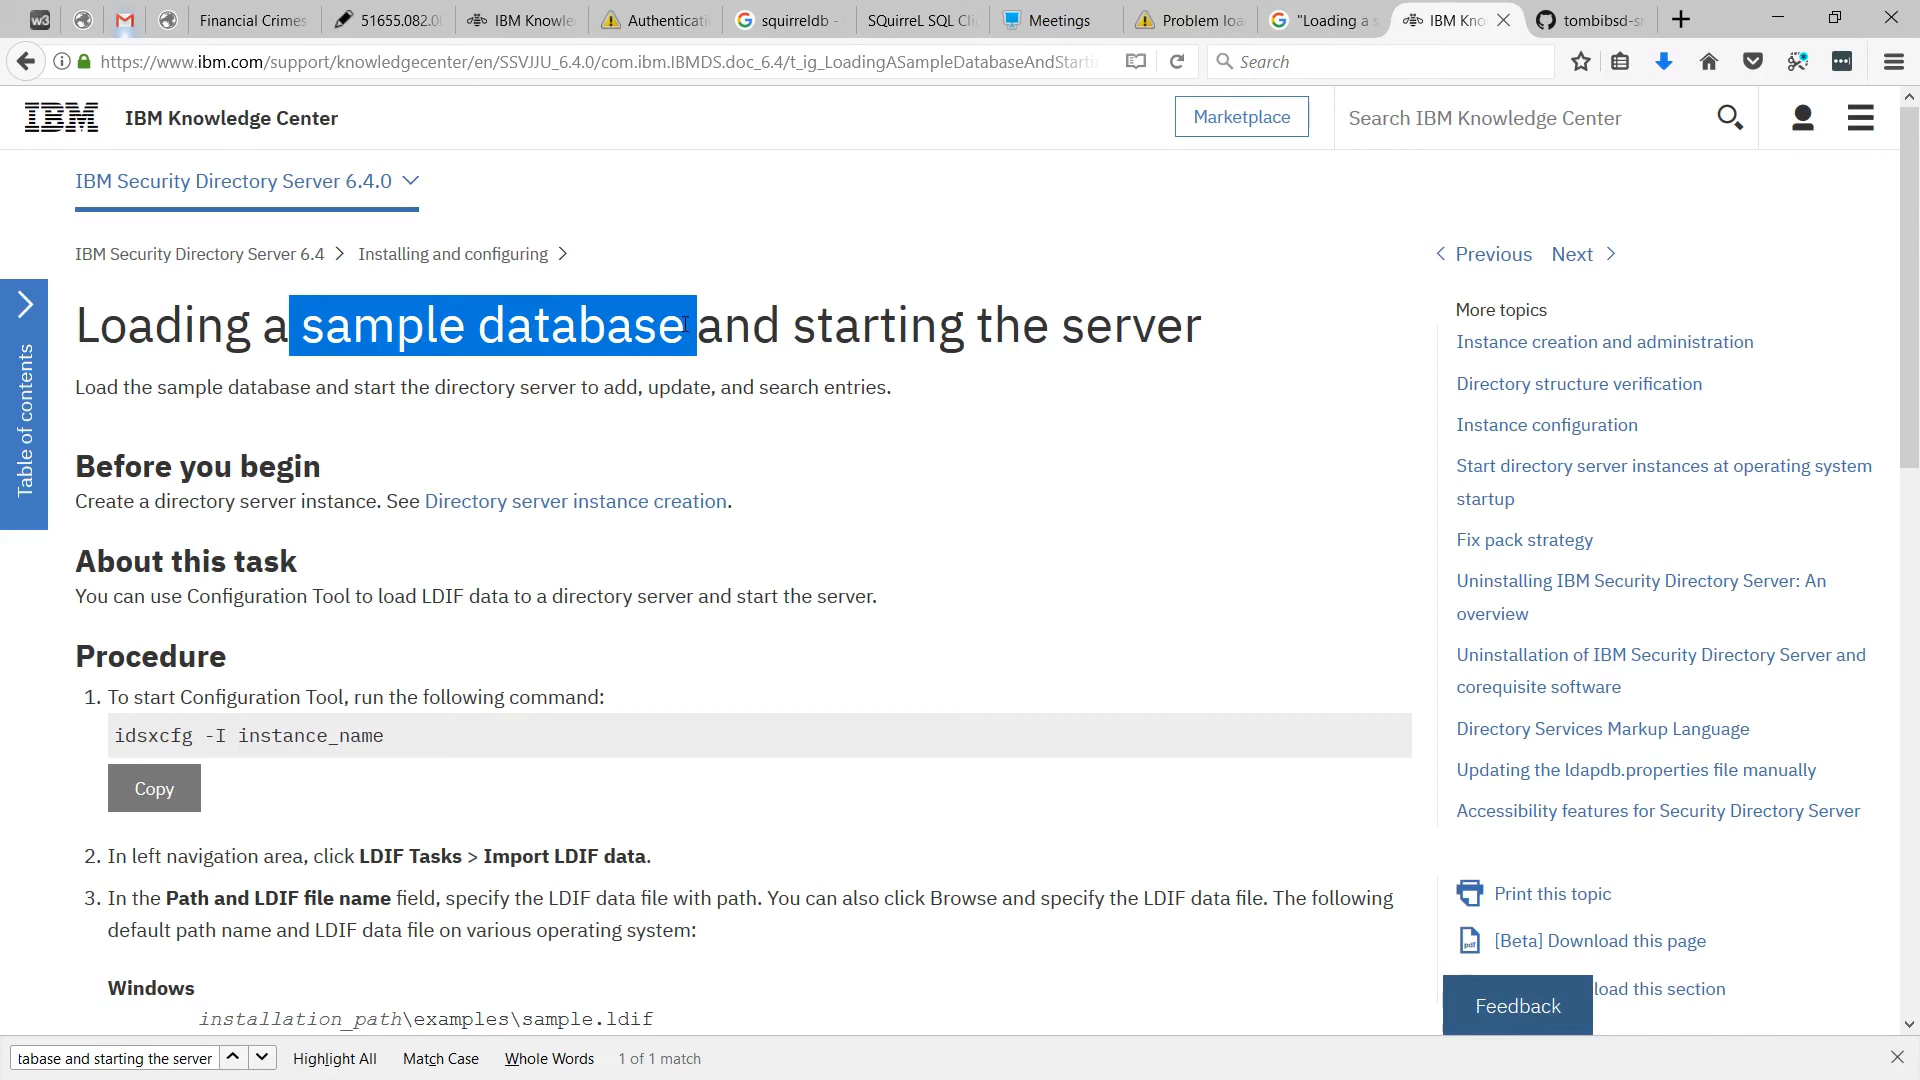 w3
Financial Crimes
51655.082.0
IBM Knowle
Authenticati
squirreldb -
SQuirreL SQL Cli
Meetings
Problem loa
"Loading a s
IBM Kno
tombibsd-sr
https://www.ibm.com/support/knowledgecenter/en/SSVJJU_6.4.0/com.ibm.IBMDS.doc_6.4/t_ig_LoadingASampleDatabaseAndStarti
Search
IBM
IBM Knowledge Center
Marketplace
Search IBM Knowledge Center
IBM Security Directory Server 6.4.0
IBM Security Directory Server 6.4 > Installing and configuring >
Previous Next
Table of contents
Loading a sample database and starting the server
Load the sample database and start the directory server to add, update, and search entries.
Before you begin
Create a directory server instance. See Directory server instance creation.
About this task
You can use Configuration Tool to load LDIF data to a directory server and start the server.
Procedure
1. To start Configuration Tool, run the following command:
idsxcfg -I instance_name
Copy
2. In left navigation area, click LDIF Tasks > Import LDIF data.
3. In the Path and LDIF file name field, specify the LDIF data file with path. You can also click Browse and specify the LDIF data file. The following
default path name and LDIF data file on various operating system:
Windows
installation_path\examples\sample.ldif
More topics
Instance creation and administration
Directory structure verification
Instance configuration
Start directory server instances at operating system
startup
Fix pack strategy
Uninstalling IBM Security Directory Server: An
overview
Uninstallation of IBM Security Directory Server and
corequisite software
Directory Services Markup Language
Updating the ldapdb.properties file manually
Accessibility features for Security Directory Server
Print this topic
pdf
[Beta] Download this page
load this section
Feedback
tabase and starting the server
Highlight All
Match Case
Whole Words
1 of 1 match